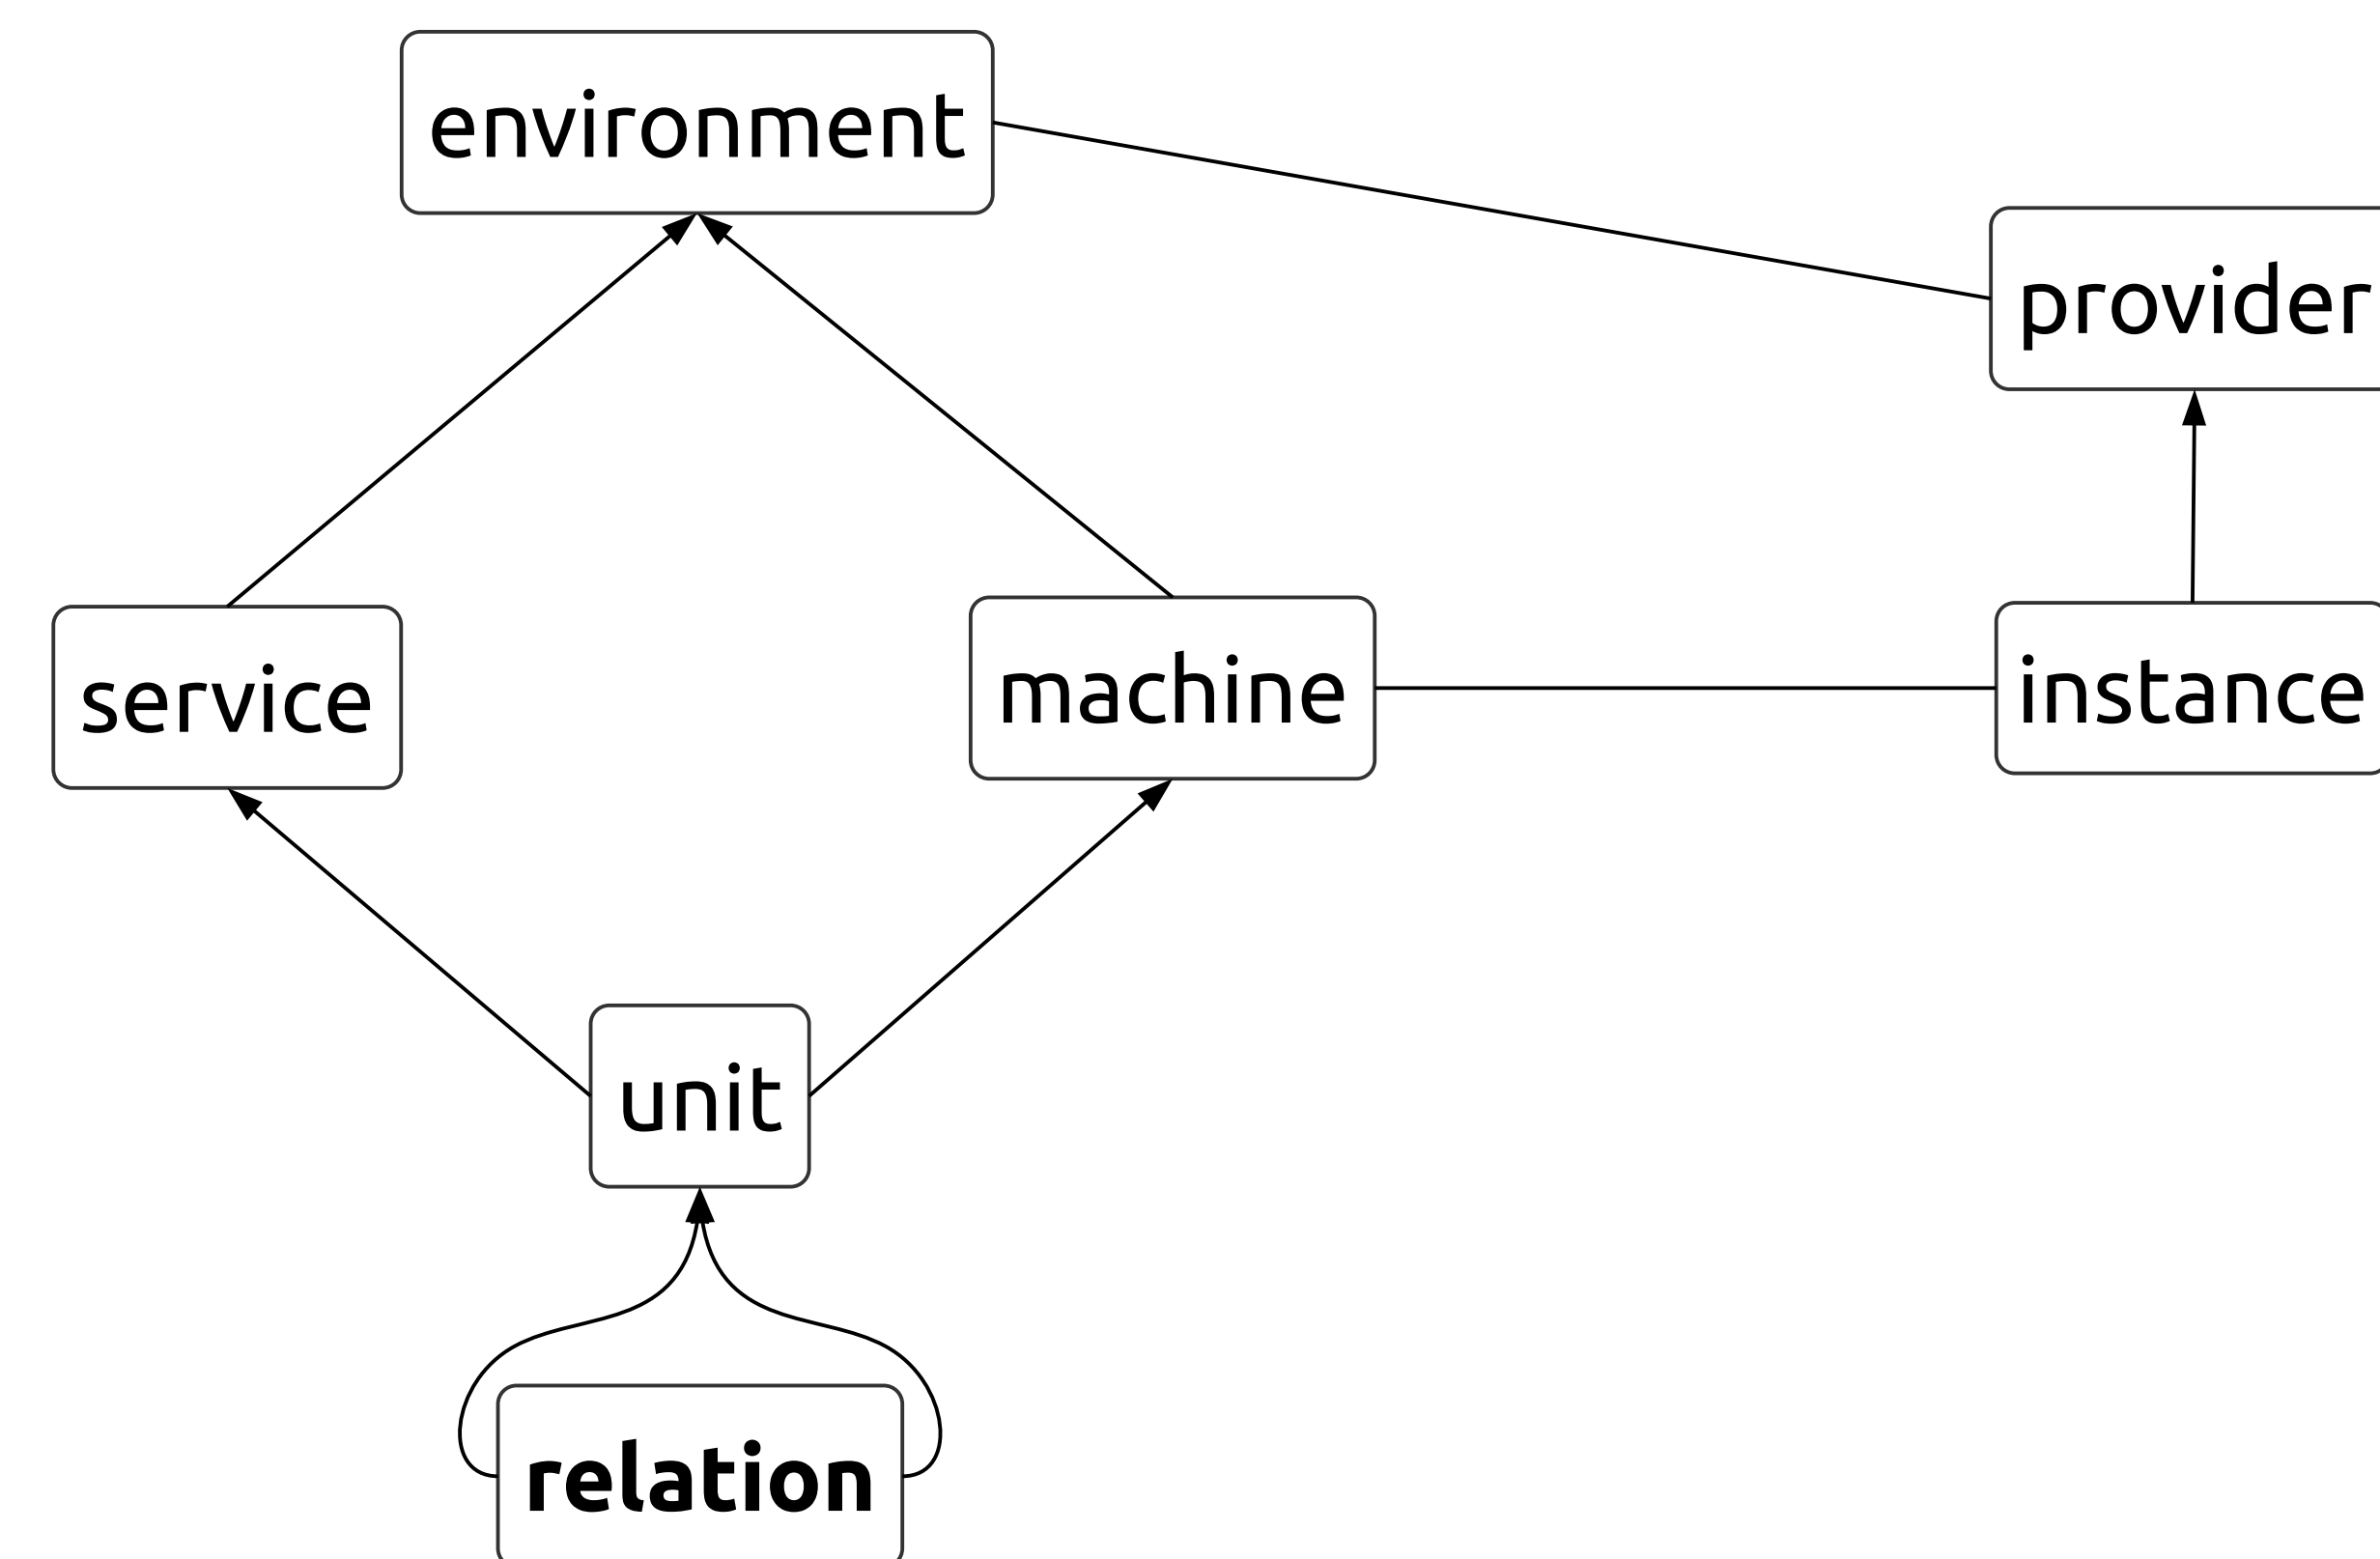 environment
provider
service
machine
instance
unit
relation